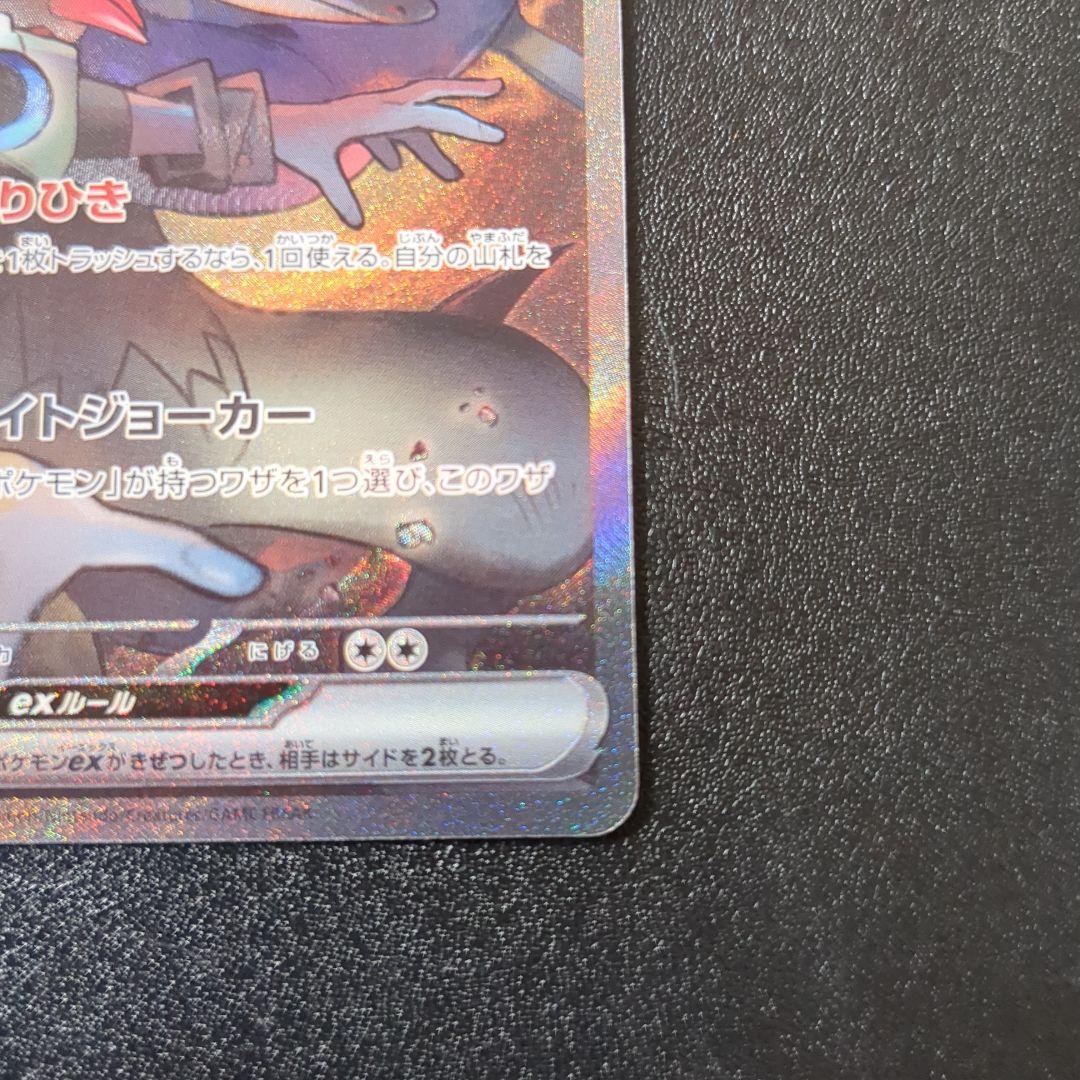 りひき
1枚トラッシュするなら、1回使える。自分の山札を
イトジョーカー
ポケモン」が持つワザを1つ選び、このワザ
にげる
exルール
ポケモンexがきぜつしたとき、相手はサイドを2枚とる。
Nintendo/Creatures/GAME FREAK